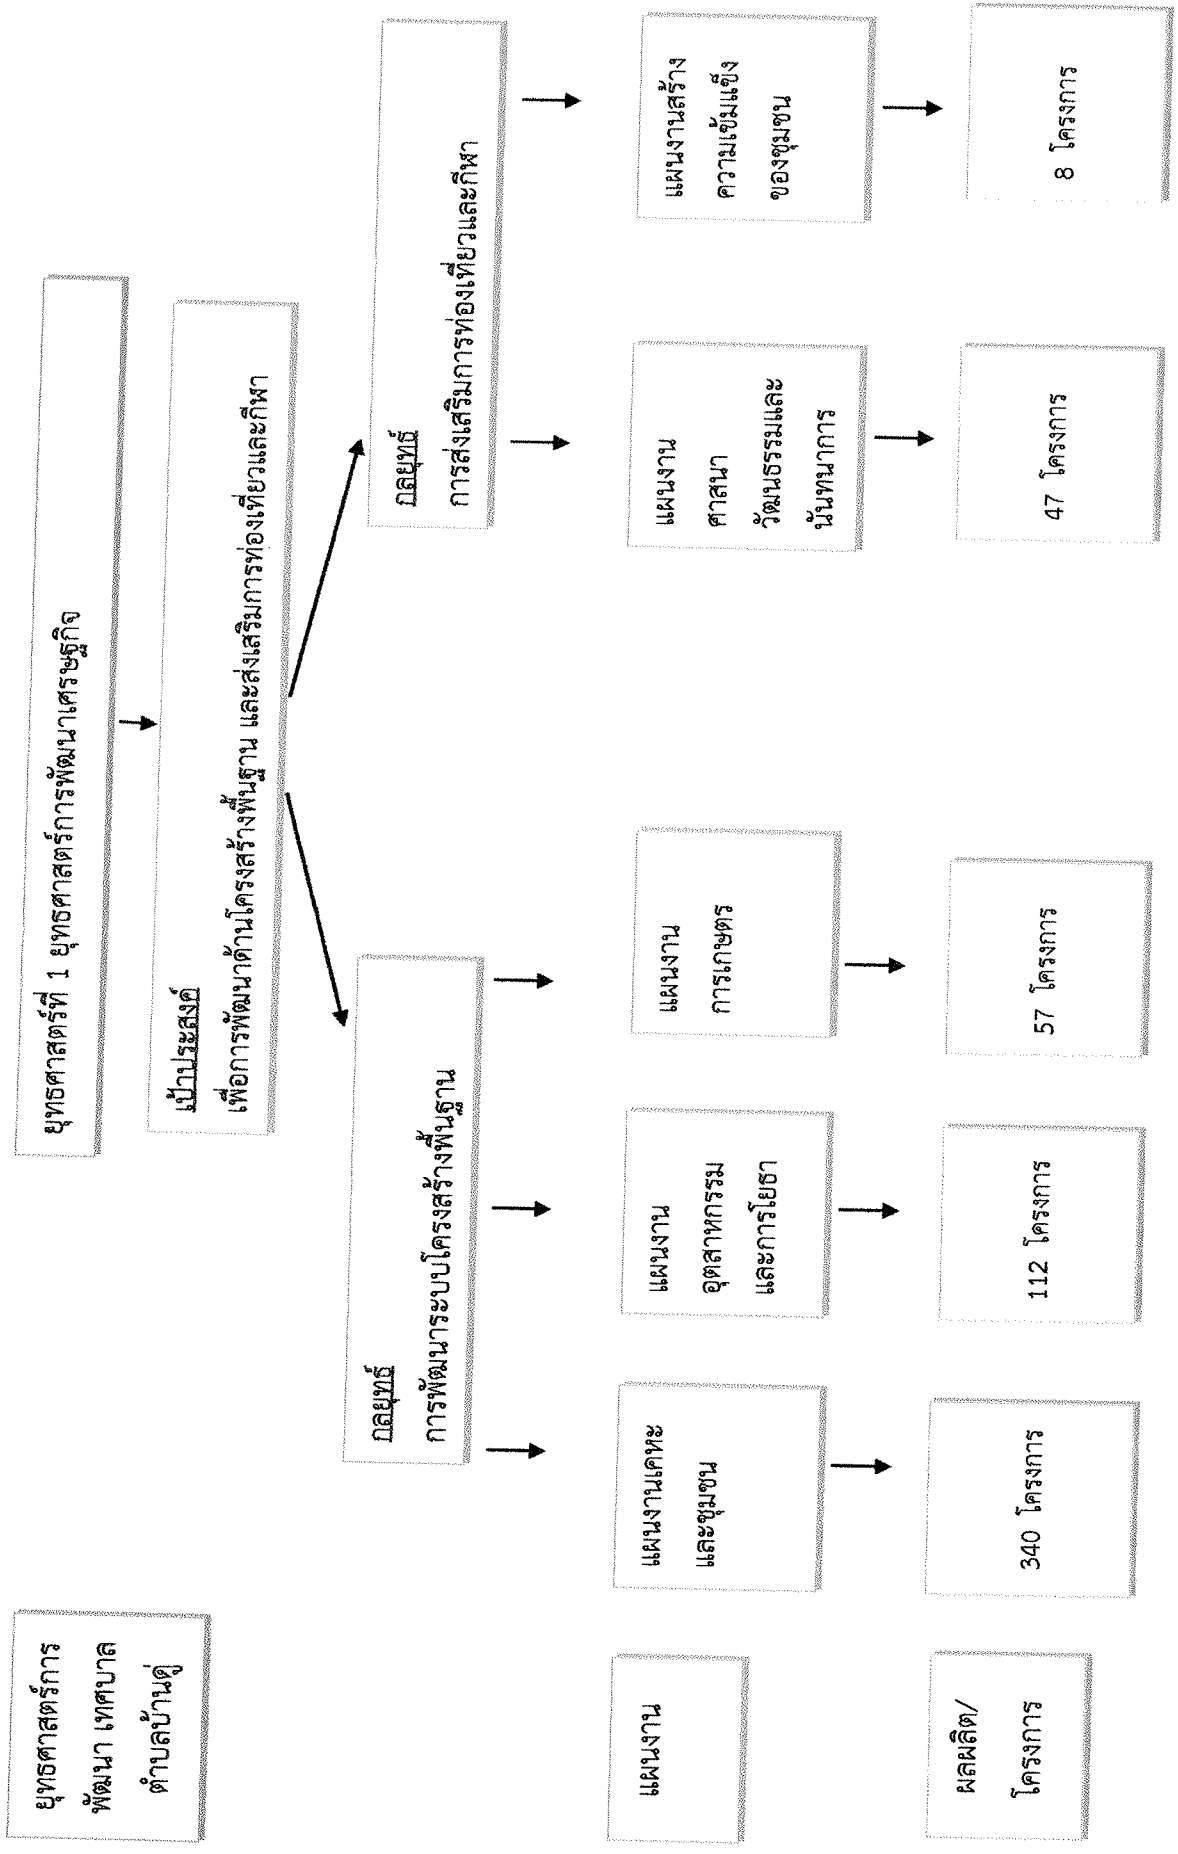 ยุทธศาสตร์การ
พัฒนา เทศบาล
ตำบลบ้านดู่
ยุทธศาสตร์ที่ 1 ยุทธศาสตร์การพัฒนาเศรษฐกิจ
เป้าประสงค์
เพื่อการพัฒนาด้านโครงสร้างพื้นฐาน และส่งเสริมการท่องเที่ยวและกีฬา
กลยุทธ์
การพัฒนาระบบโครงสร้างพื้นฐาน
กลยุทธ์
การส่งเสริมการท่องเที่ยวและกีฬา
แผนงาน
แผนงานเคหะ
และชุมชน
แผนงาน
อุตสาหกรรม
และการโยธา
แผนงาน
การเกษตร
แผนงาน
ศาสนา
วัฒนธรรมและ
นันทนาการ
แผนงานสร้าง
ความเข้มแข็ง
ของชุมชน
ผลผลิต/
โครงการ
340 โครงการ
112 โครงการ
57 โครงการ
47 โครงการ
8 โครงการ